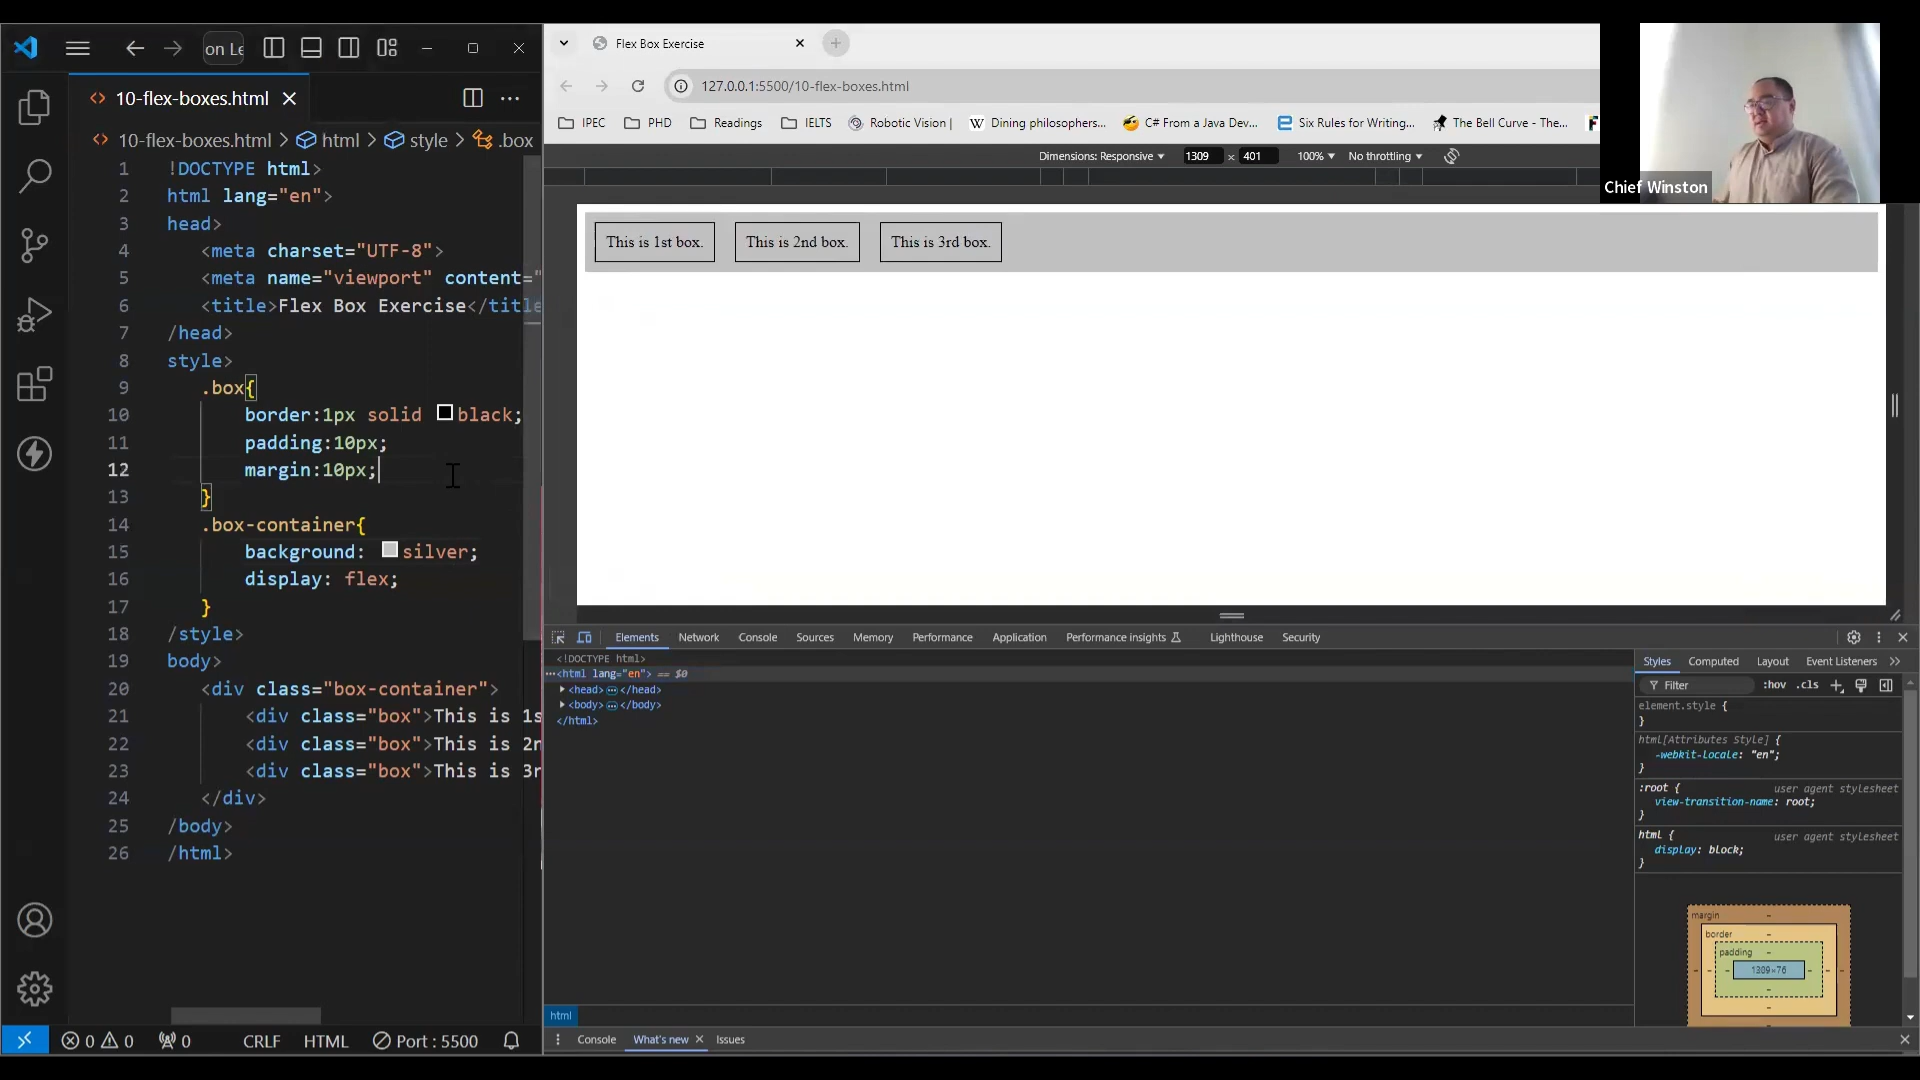 on Le
10-flex-boxes.html
10-flex-boxes.html > html > style > .box
1 !DOCTYPE html>
2 html lang="en">
3 head>
4 <meta charset="UTF-8">
5 <meta name="viewport" content="
6 <title>Flex Box Exercise</title
7 /head>
8 style>
9 .box{
10 border:1px solid black;
11 padding:10px;
12 margin:10px;
13 }
14 .box-container{
15 background: silver;
16 display: flex;
17 }
18 /style>
19 body>
20 <div class="box-container">
21 <div class="box">This is 1s
22 <div class="box">This is 2n
23 <div class="box">This is 3r
24 </div>
25 /body>
26 /html>
0 0 0 CRLF HTML Port : 5500
Flex Box Exercise
127.0.0.1:5500/10-flex-boxes.html
IPEC PHD Readings IELTS Robotic Vision | Dining philosophers... C# From a Java Dev... Six Rules for Writing... The Bell Curve - The...
Dimensions: Responsive 1309 × 401 100% No throttling
Chief Winston
This is 1st box. This is 2nd box. This is 3rd box.
Elements Network Console Sources Memory Performance Application Performance insights Lighthouse Security
<!DOCTYPE html>
<html lang="en"> == $0
<head> </head>
<body> </body>
</html>
html
Styles Computed Layout Event Listeners
Filter :hov .cls
element.style {
}
html[Attributes Style] {
-webkit-locale: "en";
}
:root { user agent stylesheet
view-transition-name: root;
}
html { user agent stylesheet
display: block;
}
margin -
border -
padding -
1309×76
Console What's new Issues